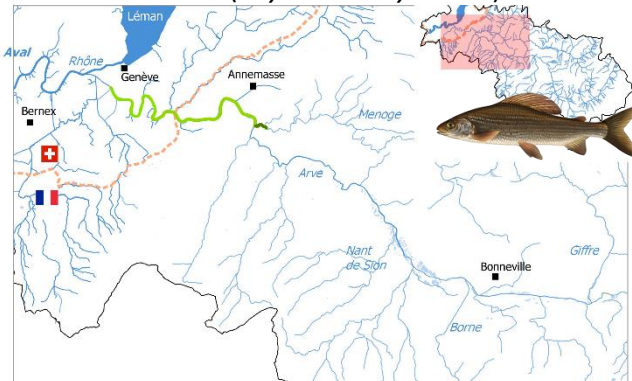 Léman
Aval
Rhône
Genève
Annemasse
Bernex
Menoge
Arve
Nant
de Sion
Giffre
Bonneville
Borne